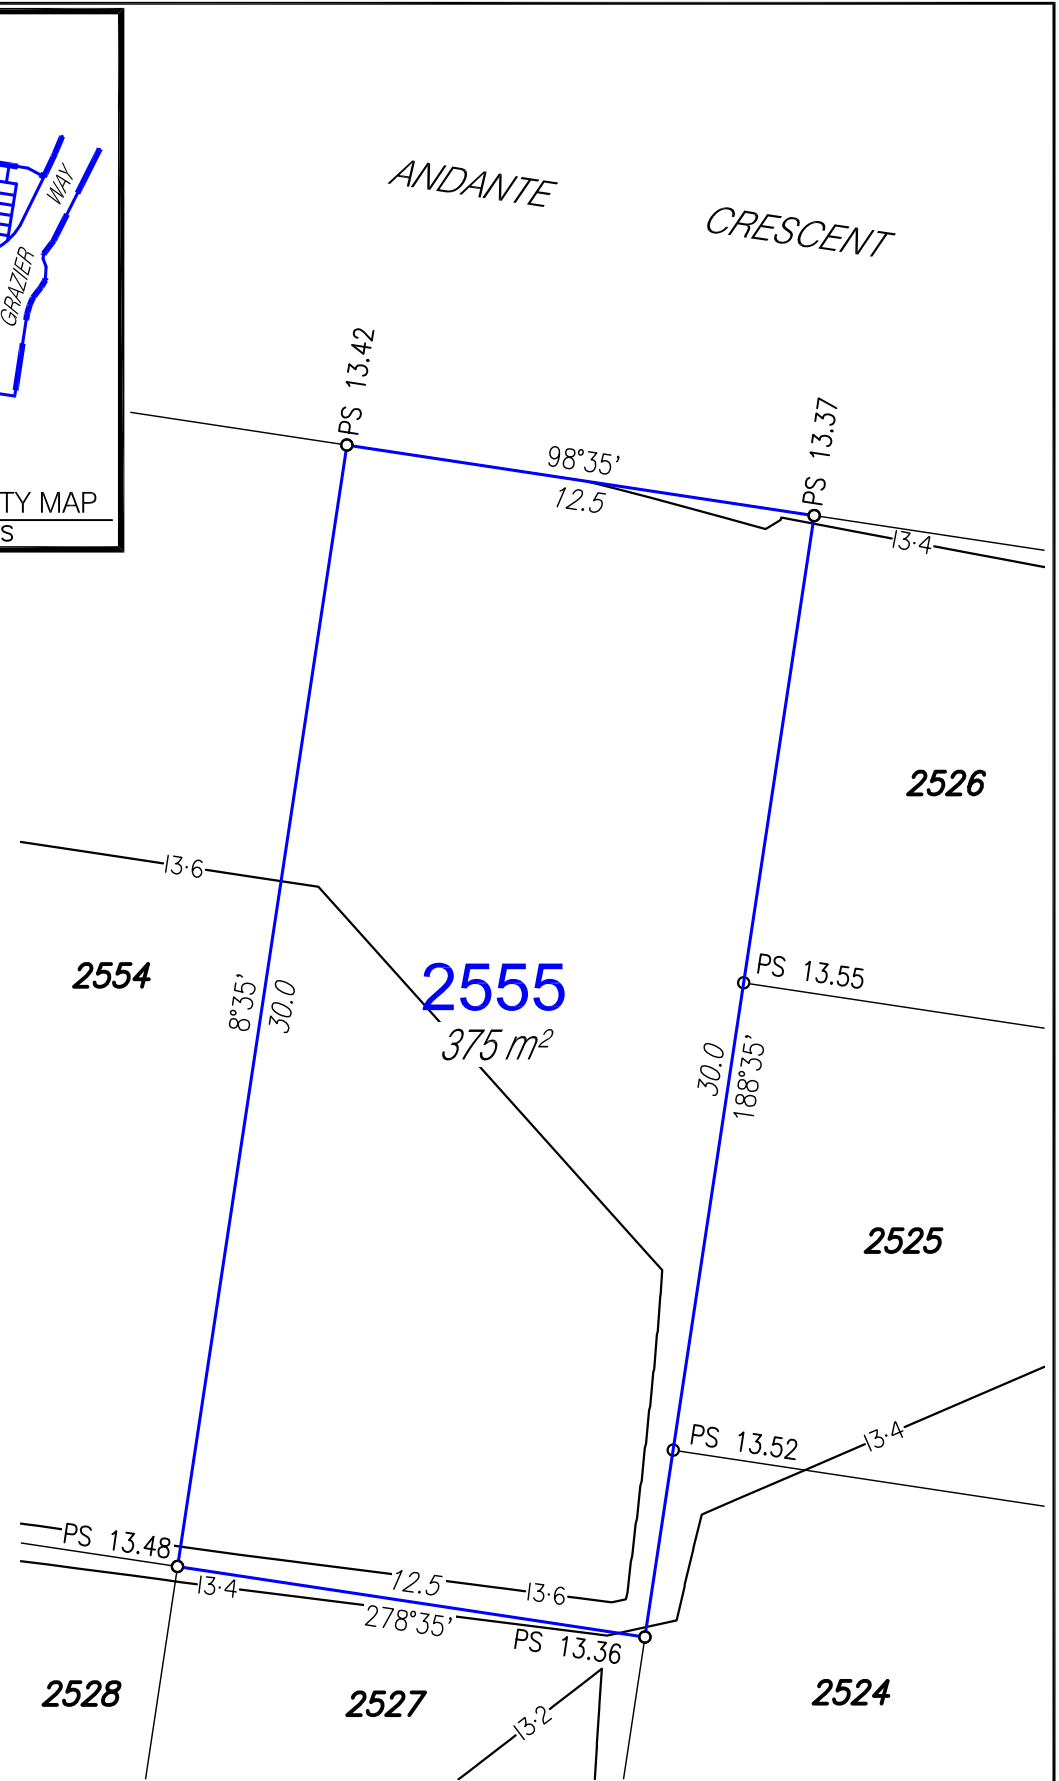 ANDANTE
CRESCENT
WAY
GRAZIER
TY MAP
S
PS 13.42
PS 13.37
98°35'
12.5
13·4
2526
13·6
2554
2555
375 m²
PS 13.55
8°35'
30.0
30.0
188°35'
2525
PS 13.52
13·4
PS 13.48
13·4
12.5
13·6
278°35'
PS 13.36
2528
2527
13·2
2524